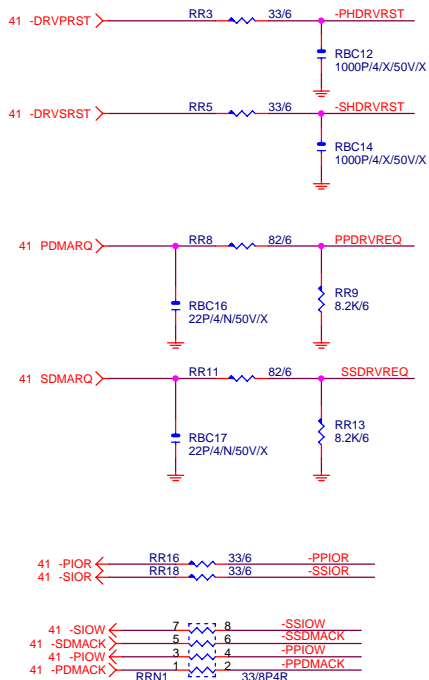 RR3 33/6 -PHDRVRST
41 -DRVPRST
RBC12
1000P/4/X/50V/X
RR5 33/6 -SHDRVRST
41 -DRVSRST
RBC14
1000P/4/X/50V/X
41 PDMARQ RR8 82/6 PPDRVREQ
RR9
8.2K/6
RBC16
22P/4/N/50V/X
41 SDMARQ RR11 82/6 SSDRVREQ
RR13
8.2K/6
RBC17
22P/4/N/50V/X
41 -PIOR RR16 33/6 -PPIOR
41 -SIOR RR18 33/6 -SSIOR
41 -SIOW 7 8 -SSIOW
41 -SDMACK 5 6 -SSDMACK
41 -PIOW 3 4 -PPIOW
41 -PDMACK 1 2 -PPDMACK
RRN1 33/8P4R